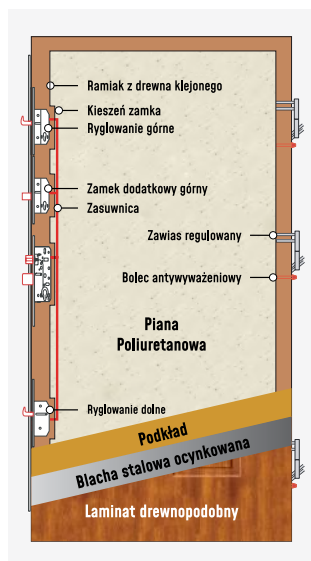 Ramiak z drewna klejonego
Kieszeń zamka
Ryglowanie górne
Zamek dodatkowy górny
Zasuwnica
Zawias regulowany
Bolec antywyważeniowy
Piana
Poliuretanowa
Ryglowanie dolne
Podkład
Blacha stalowa ocynkowana
Laminat drewnopodobny